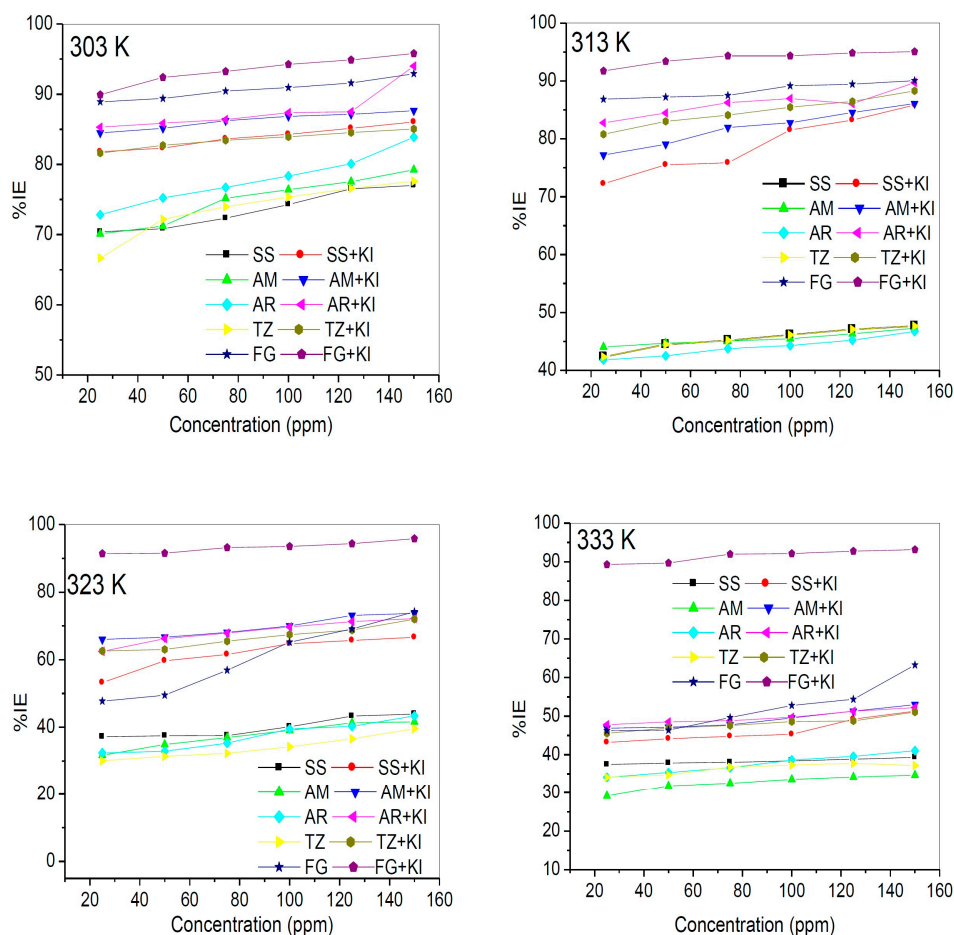 303 K
100
90
80
70
60
50
%IE
SS SS+KI
AM AM+KI
AR AR+KI
TZ TZ+KI
FG FG+KI
20 40 60 80 100 120 140 160
Concentration (ppm)
313 K
100
90
80
70
60
50
40
%IE
SS SS+KI
AM AM+KI
AR AR+KI
TZ TZ+KI
FG FG+KI
20 40 60 80 100 120 140 160
Concentration (ppm)
323 K
100
80
60
40
20
0
%IE
SS SS+KI
AM AM+KI
AR AR+KI
TZ TZ+KI
FG FG+KI
20 40 60 80 100 120 140 160
Concentration (ppm)
333 K
100
90
80
70
60
50
40
30
20
10
%IE
SS SS+KI
AM AM+KI
AR AR+KI
TZ TZ+KI
FG FG+KI
20 40 60 80 100 120 140 160
Concentration (ppm)